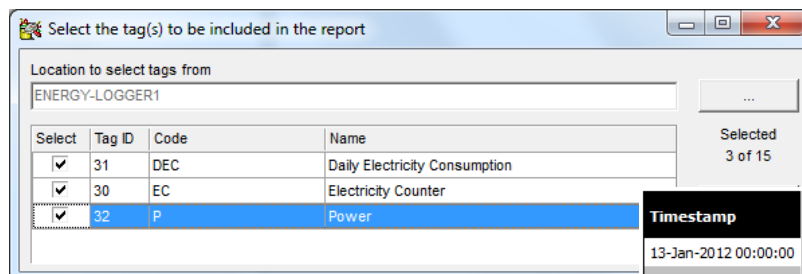 Select the tag(s) to be included in the report
Location to select tags from
ENERGY-LOGGER1
...
Select Tag ID Code Name
31 DEC Daily Electricity Consumption
30 EC Electricity Counter
32 P Power
Selected
3 of 15
Timestamp
13-Jan-2012 00:00:00